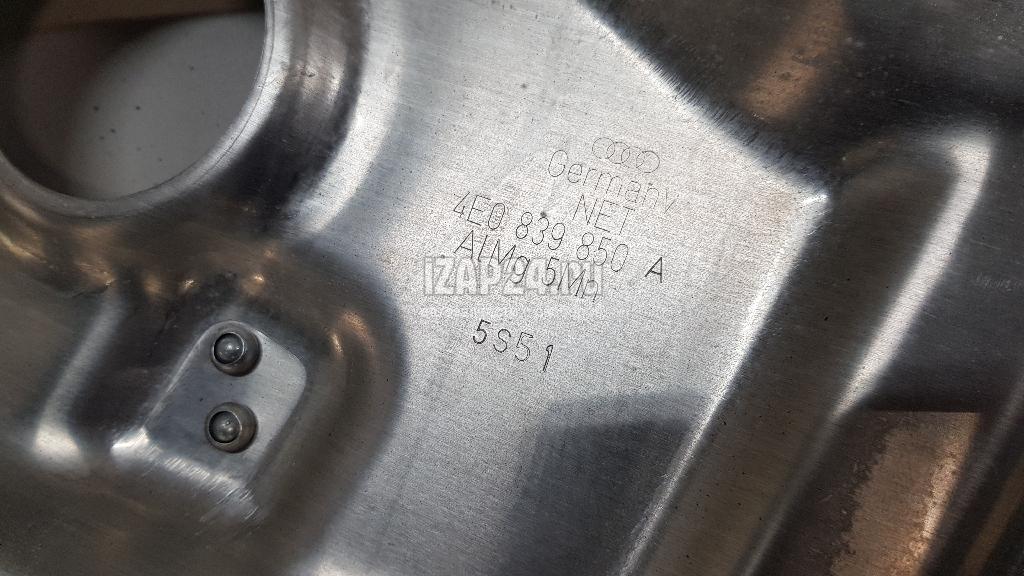 Germany
NET
4E0 839 850 A
AlMg 5Mn
IZAP24.RU
5S51